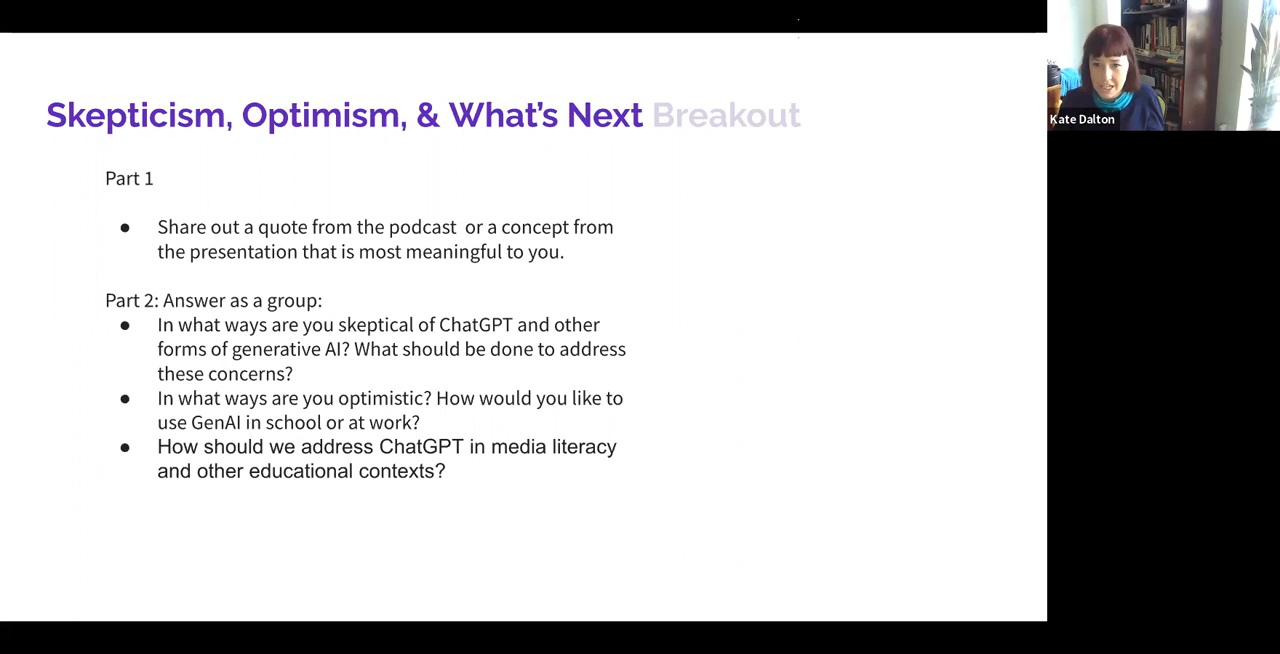 Skepticism, Optimism, & What's Next Breakout
Kate Dalton
Part 1
● Share out a quote from the podcast or a concept from
the presentation that is most meaningful to you.
Part 2: Answer as a group:
● In what ways are you skeptical of ChatGPT and other
forms of generative AI? What should be done to address
these concerns?
● In what ways are you optimistic? How would you like to
use GenAI in school or at work?
● How should we address ChatGPT in media literacy
and other educational contexts?